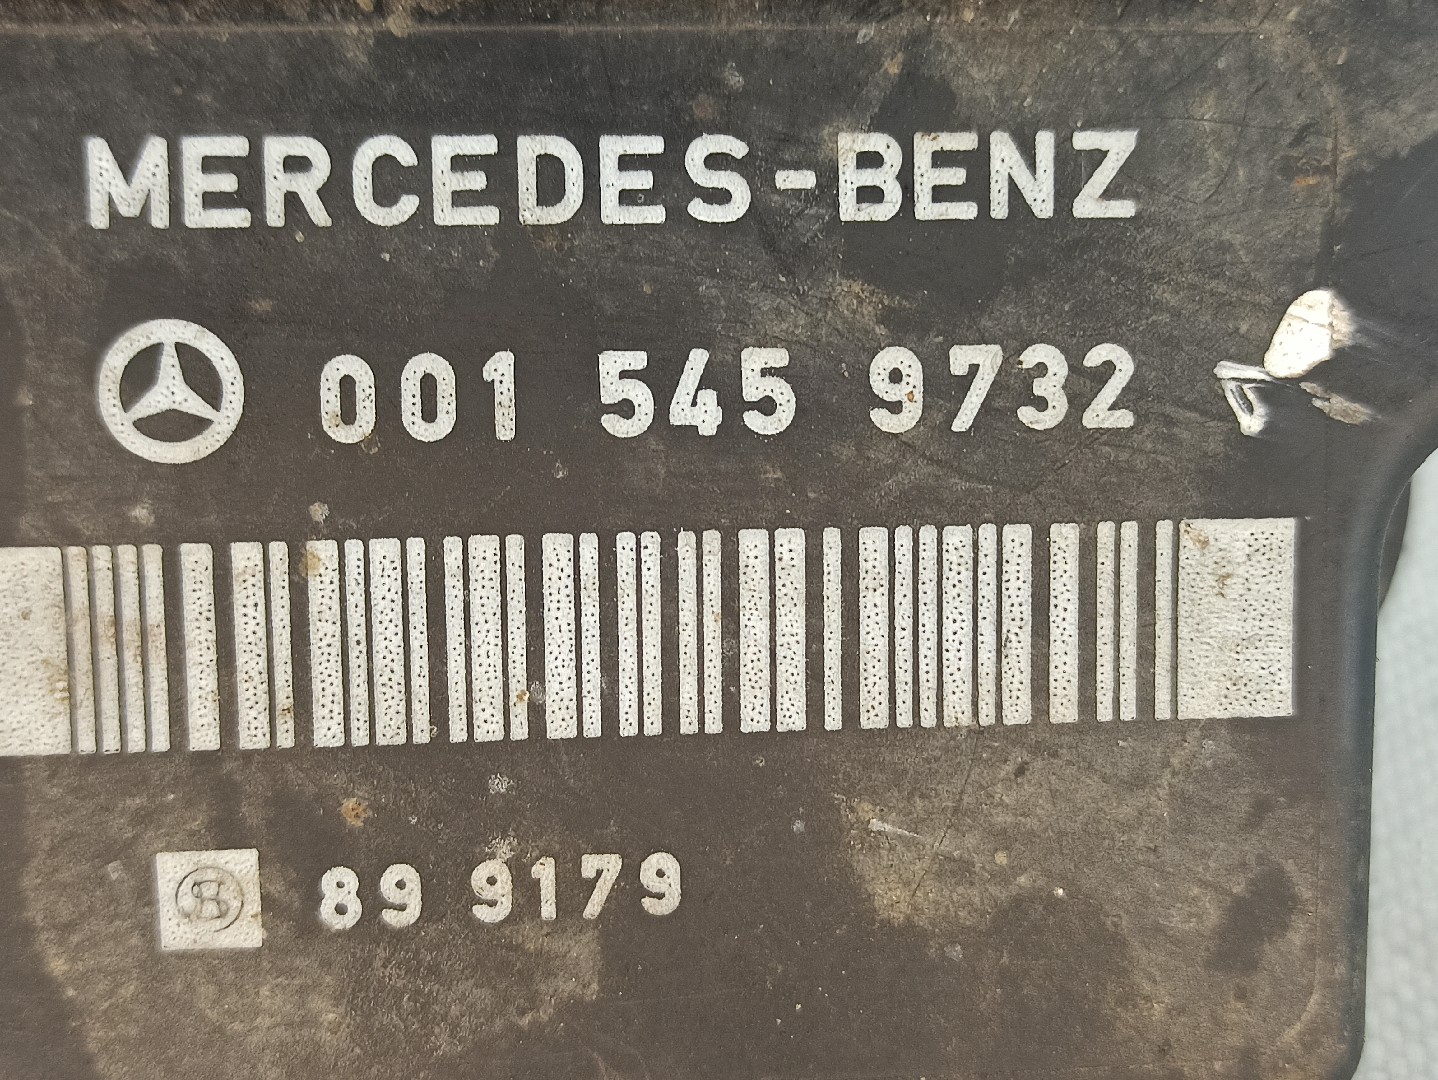 MERCEDES-BENZ
001 545 9732
89 9179